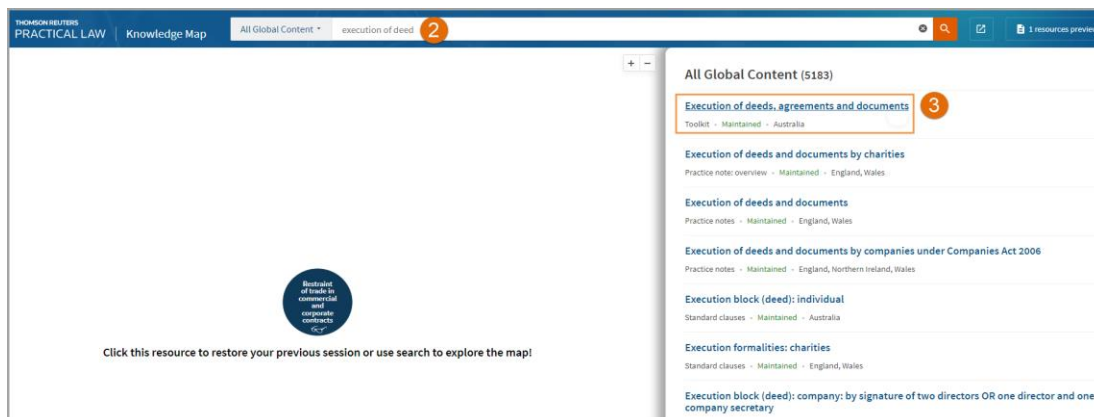 THOMSON REUTERS
PRACTICAL LAW Knowledge Map All Global Content execution of deed 2 1 resources preview
+ -
All Global Content (5183)
Execution of deeds, agreements and documents 3
Toolkit - Maintained - Australia
Execution of deeds and documents by charities
Practice note: overview - Maintained - England, Wales
Execution of deeds and documents
Practice notes - Maintained - England, Wales
Execution of deeds and documents by companies under Companies Act 2006
Practice notes - Maintained - England, Northern Ireland, Wales
Execution block (deed): individual
Standard clauses - Maintained - Australia
Execution formalities: charities
Standard clauses - Maintained - England, Wales
Execution block (deed): company: by signature of two directors OR one director and one
company secretary
Restraint
of trade in
commercial
and
corporate
contracts
Click this resource to restore your previous session or use search to explore the map!